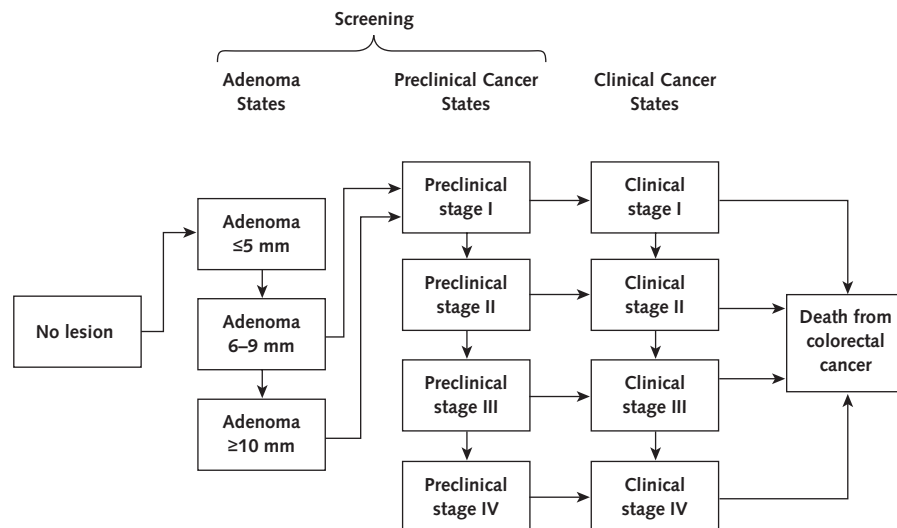 Screening
Adenoma
States
Preclinical Cancer
States
Clinical Cancer
States
No lesion
Adenoma
≤5 mm
Adenoma
6–9 mm
Adenoma
≥10 mm
Preclinical
stage I
Preclinical
stage II
Preclinical
stage III
Preclinical
stage IV
Clinical
stage I
Clinical
stage II
Clinical
stage III
Clinical
stage IV
Death from
colorectal
cancer